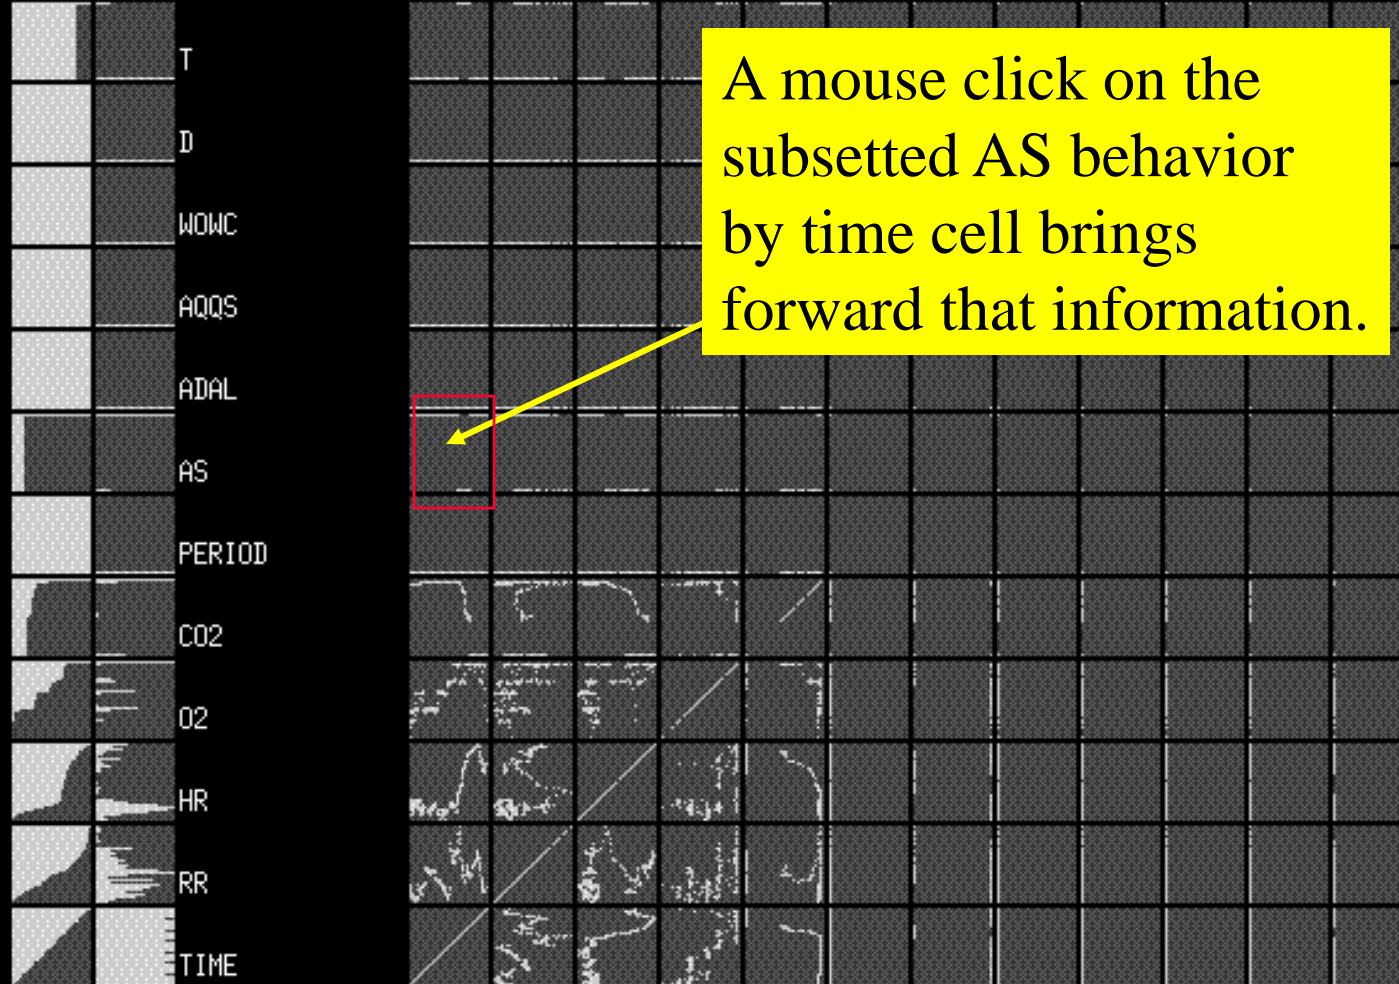 T
A mouse click on the
subsetted AS behavior
by time cell brings
forward that information.
D
WOWC
AQQS
ADAL
AS
PERIOD
CO2
O2
HR
RR
TIME